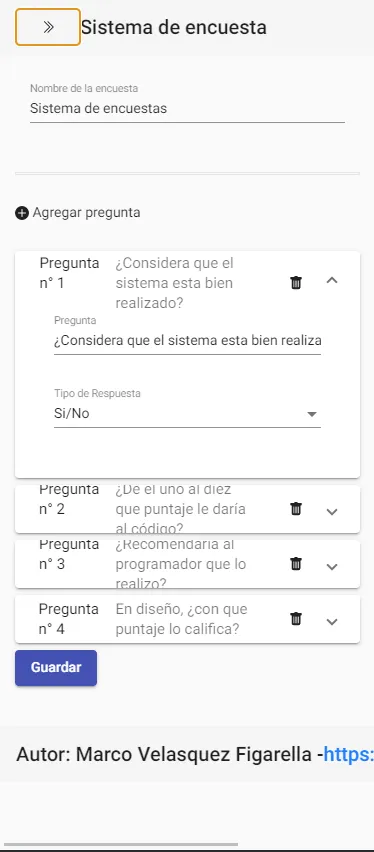 Sistema de encuesta
Nombre de la encuesta
Sistema de encuestas
Agregar pregunta
Pregunta n° 1
¿Considera que el
sistema esta bien
realizado?
Pregunta
¿Considera que el sistema esta bien realiza
Tipo de Respuesta
Si/No
Pregunta n° 2
¿De el uno al diez
que puntaje le daría
al código?
Pregunta n° 3
¿Recomendaría al
programador que lo
realizo?
Pregunta n° 4
En diseño, ¿con que
puntaje lo califica?
Guardar
Autor: Marco Velasquez Figarella -https: